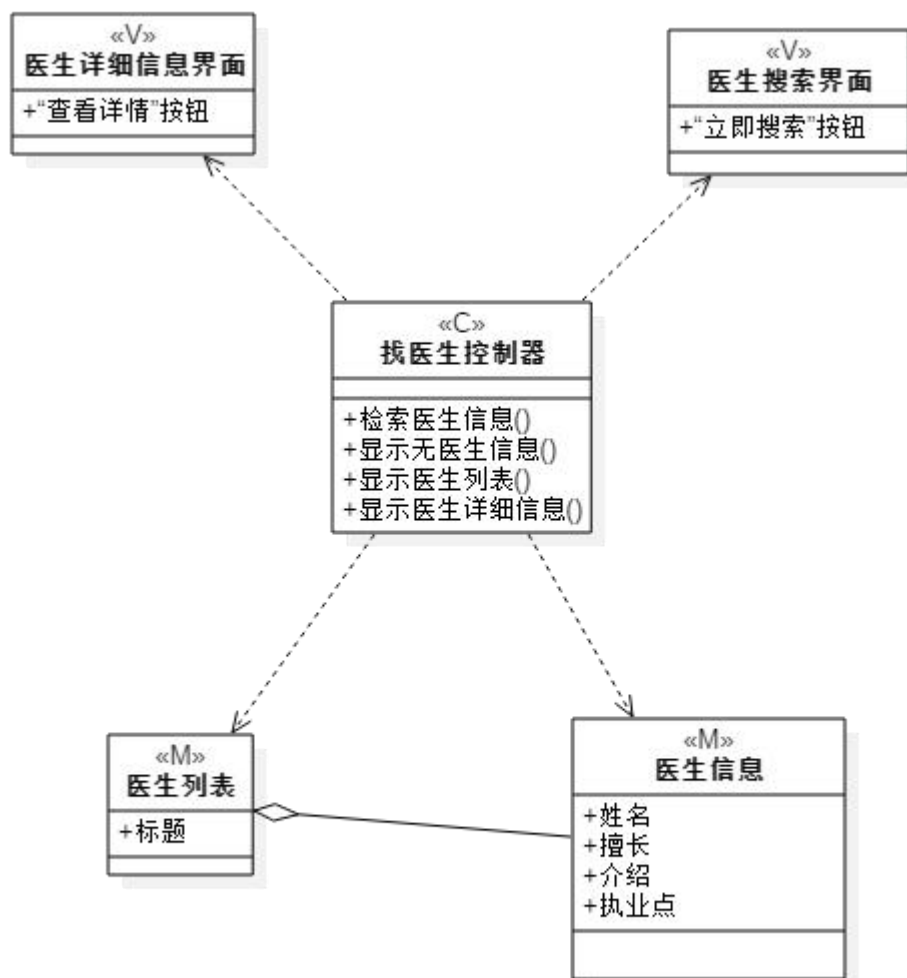 «V»
医生详细信息界面
+“查看详情”按钮
«V»
医生搜索界面
+“立即搜索”按钮
«C»
找医生控制器
+检索医生信息()
+显示无医生信息()
+显示医生列表()
+显示医生详细信息()
«M»
医生列表
+标题
«M»
医生信息
+姓名
+擅长
+介绍
+执业点